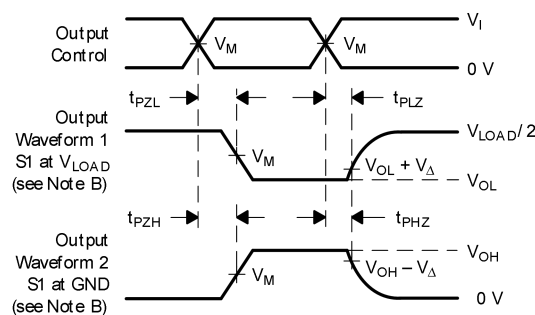 Output
Control
V_I
V_M
V_M
0 V
t_PZL
t_PLZ
Output
Waveform 1
S1 at V_LOAD
(see Note B)
V_LOAD/2
V_M
V_OL + V_Δ
V_OL
t_PZH
t_PHZ
Output
Waveform 2
S1 at GND
(see Note B)
V_OH
V_OH − V_Δ
V_M
0 V